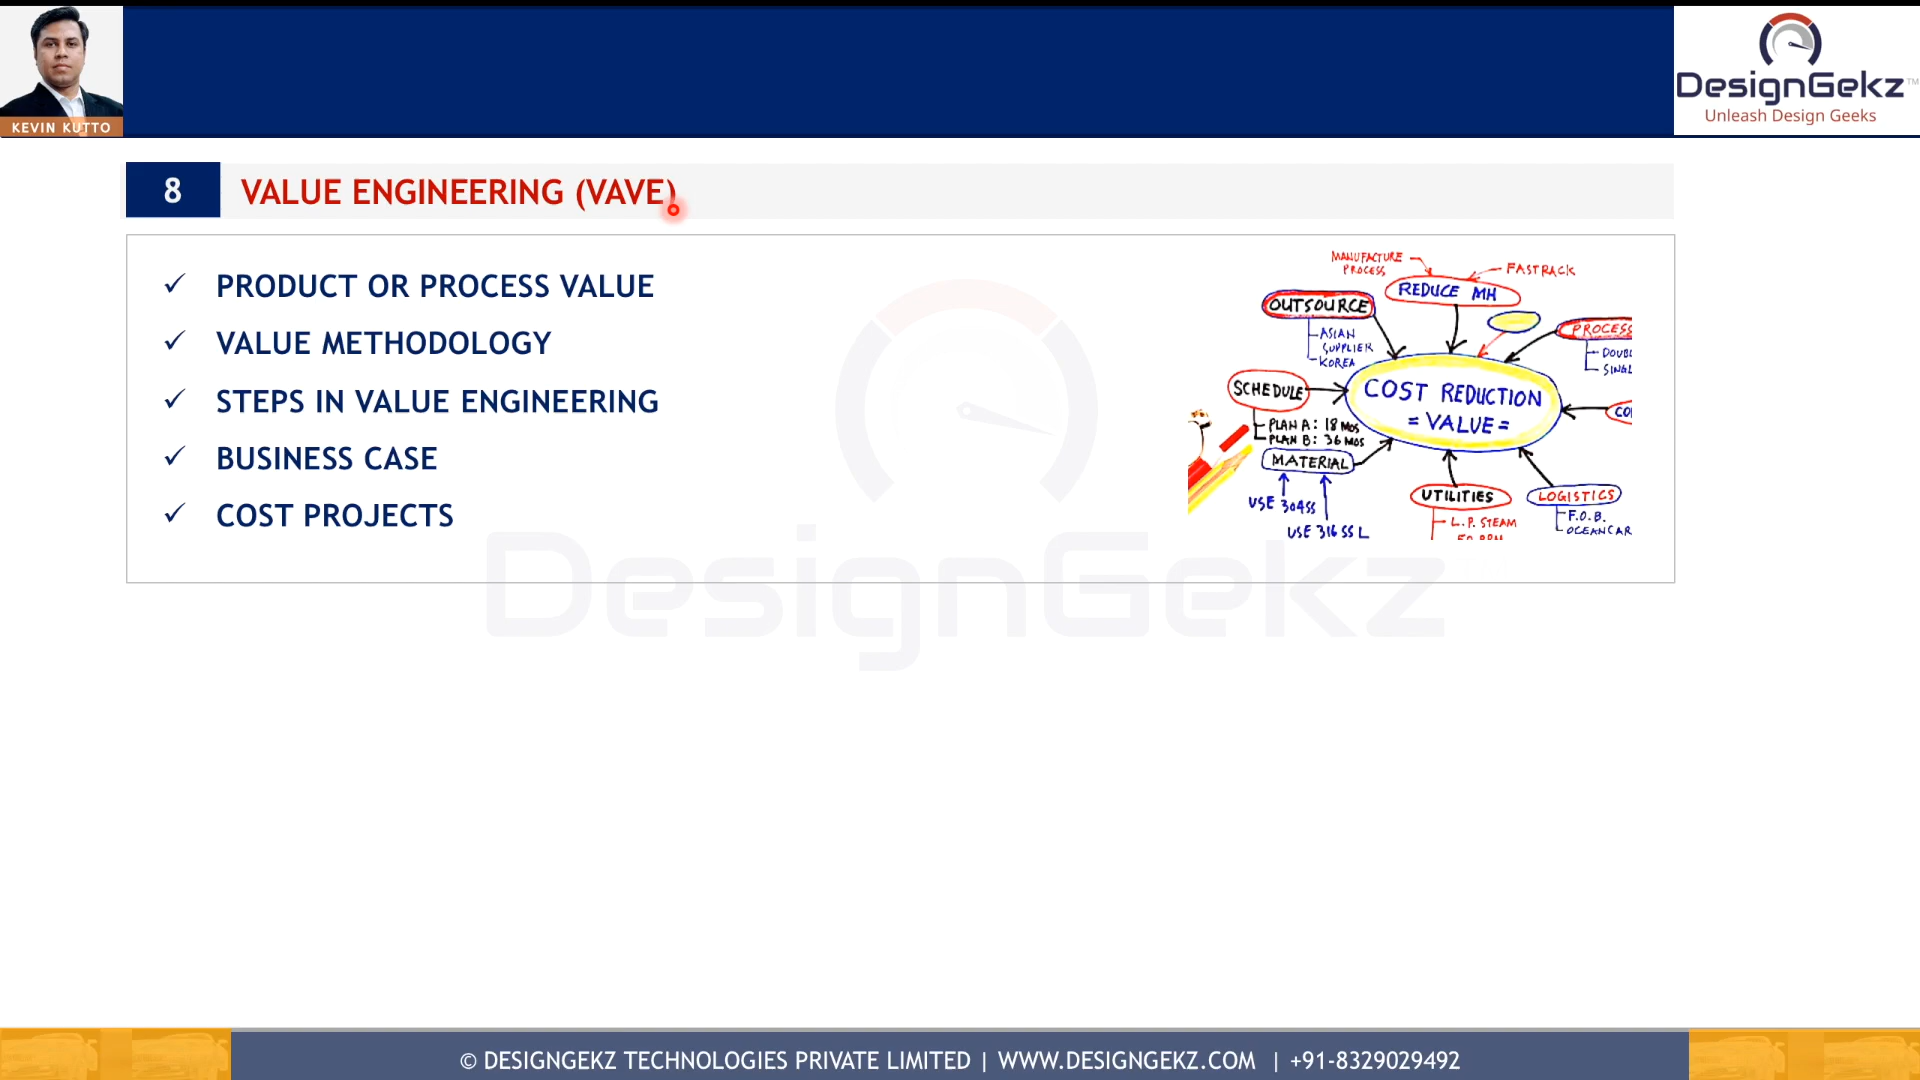 KEVIN KUTTO
DesignGekz™
Unleash Design Geeks
8 VALUE ENGINEERING (VAVE)
✓ PRODUCT OR PROCESS VALUE
✓ VALUE METHODOLOGY
✓ STEPS IN VALUE ENGINEERING
✓ BUSINESS CASE
✓ COST PROJECTS
MANUFACTURE
PROCESS
FASTRACK
REDUCE MH
OUTSOURCE
ASIAN
SUPPLIER
KOREA
PROCESS
SCHEDULE
PLAN A: 18 MOS
PLAN B: 36 MOS
COST REDUCTION
= VALUE =
MATERIAL
USE 304SS
USE 316 SS L
UTILITIES
L.P. STEAM
LOGISTICS
F.O.B.
OCEAN CAR
DesignGekz
© DESIGNGEKZ TECHNOLOGIES PRIVATE LIMITED | WWW.DESIGNGEKZ.COM | +91-8329029492